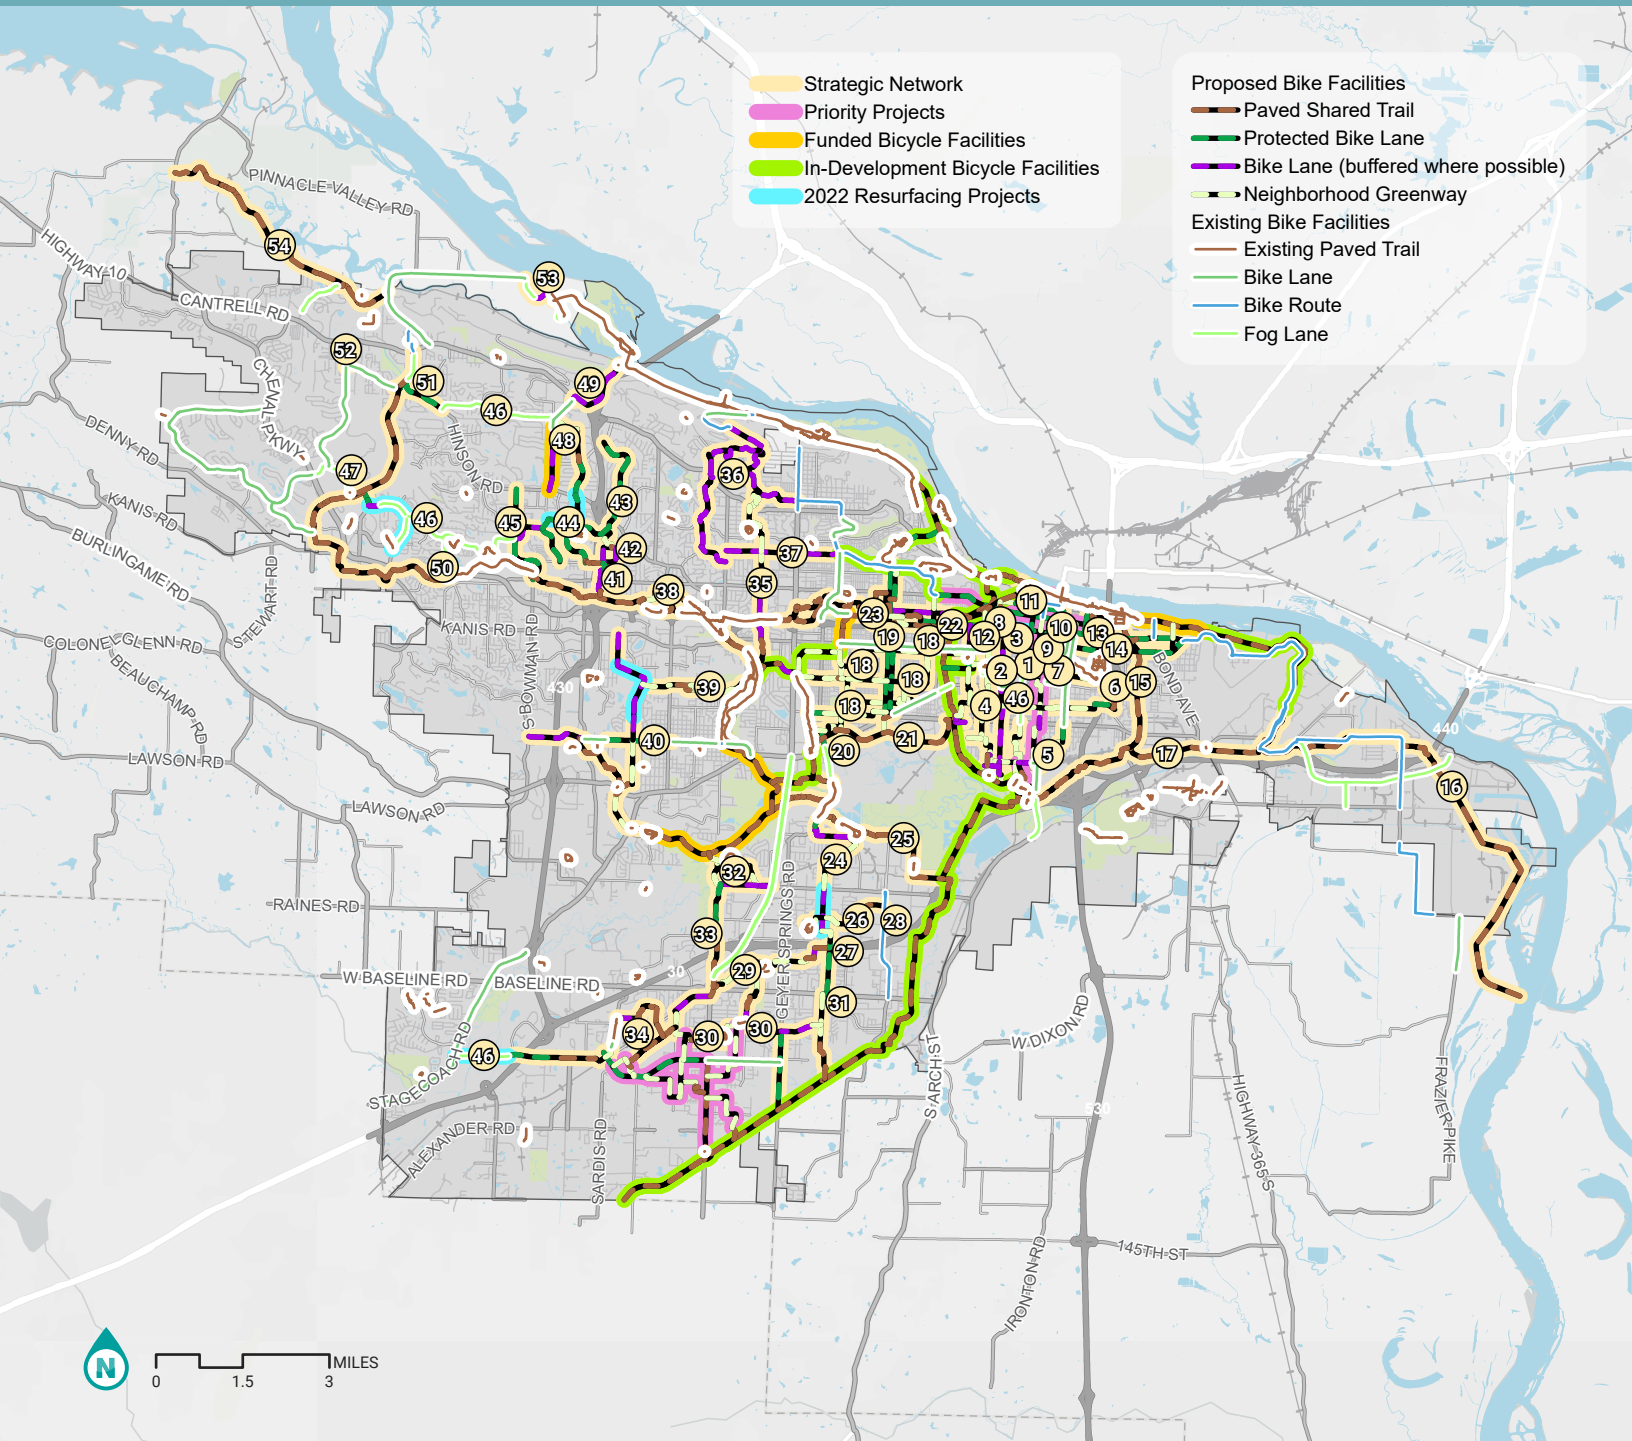 Strategic Network
Priority Projects
Funded Bicycle Facilities
In-Development Bicycle Facilities
2022 Resurfacing Projects
Proposed Bike Facilities
Paved Shared Trail
Protected Bike Lane
Bike Lane (buffered where possible)
Neighborhood Greenway
Existing Bike Facilities
Existing Paved Trail
Bike Lane
Bike Route
Fog Lane
PINNACLE VALLEY RD
HIGHWAY 10
54
53
CANTRELL RD
52
CHENAL PKWY
51
49
46
HINSON RD
48
DENNY RD
47
36
KANIS RD
46
45
44
43
BURLINGAME RD
42
37
50
41
38
35
STEWART RD
11
KANIS RD
23
22
8
10
13
COLONEL GLENN RD
19
18
12
3
9
14
BEAUCHAMP RD
S BOWMAN RD
430
39
18
18
2
1
7
6
15
BOND AVE
18
4
46
LAWSON RD
40
20
21
5
17
440
16
LAWSON RD
25
24
32
GEYER SPRINGS RD
RAINES RD
33
26
28
27
W BASELINE RD
BASELINE RD
30
29
31
STAGECOACH RD
34
30
30
46
W DIXON RD
S ARCH ST
530
HIGHWAY 365 S
FRAZIER PIKE
ALEXANDER RD
SARDIS RD
IRONTON RD
145TH ST
N
MILES
0
1.5
3